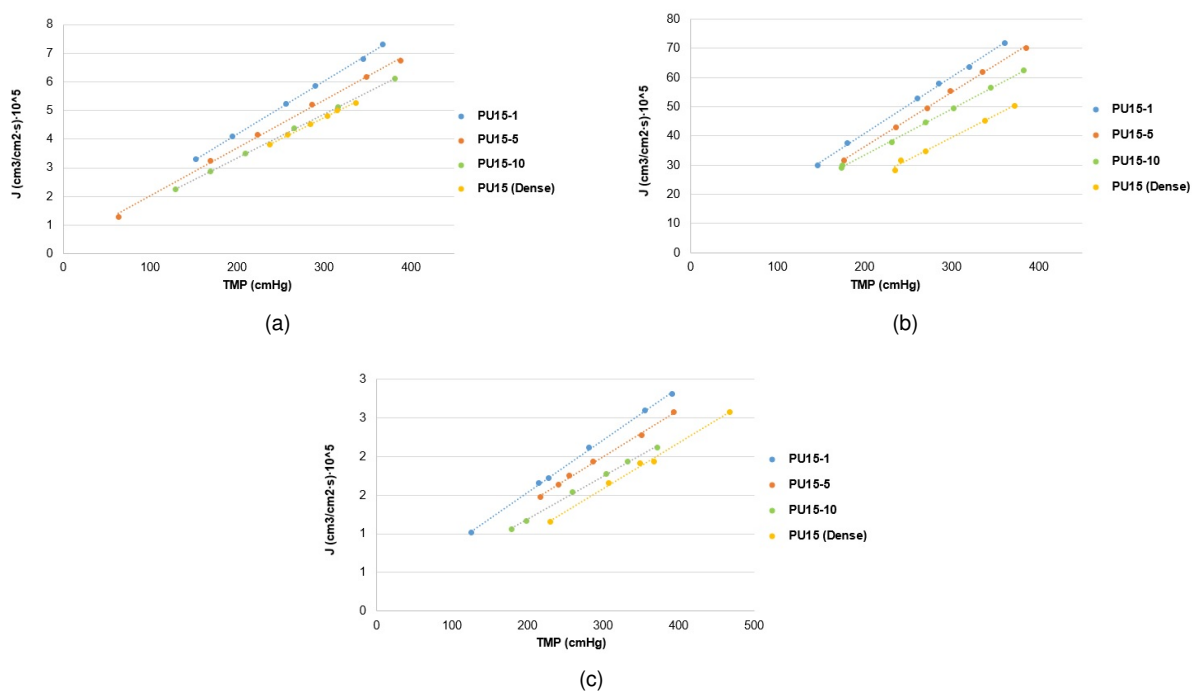 8
7
6
5
4
3
2
1
0
J (cm3/cm2·s)·10^5
0 100 200 300 400
TMP (cmHg)
PU15-1
PU15-5
PU15-10
PU15 (Dense)
(a)
80
70
60
50
40
30
20
10
0
J (cm3/cm2·s)·10^5
0 100 200 300 400
TMP (cmHg)
PU15-1
PU15-5
PU15-10
PU15 (Dense)
(b)
3
3
2
2
1
1
0
J (cm3/cm2·s)·10^5
0 100 200 300 400 500
TMP (cmHg)
PU15-1
PU15-5
PU15-10
PU15 (Dense)
(c)